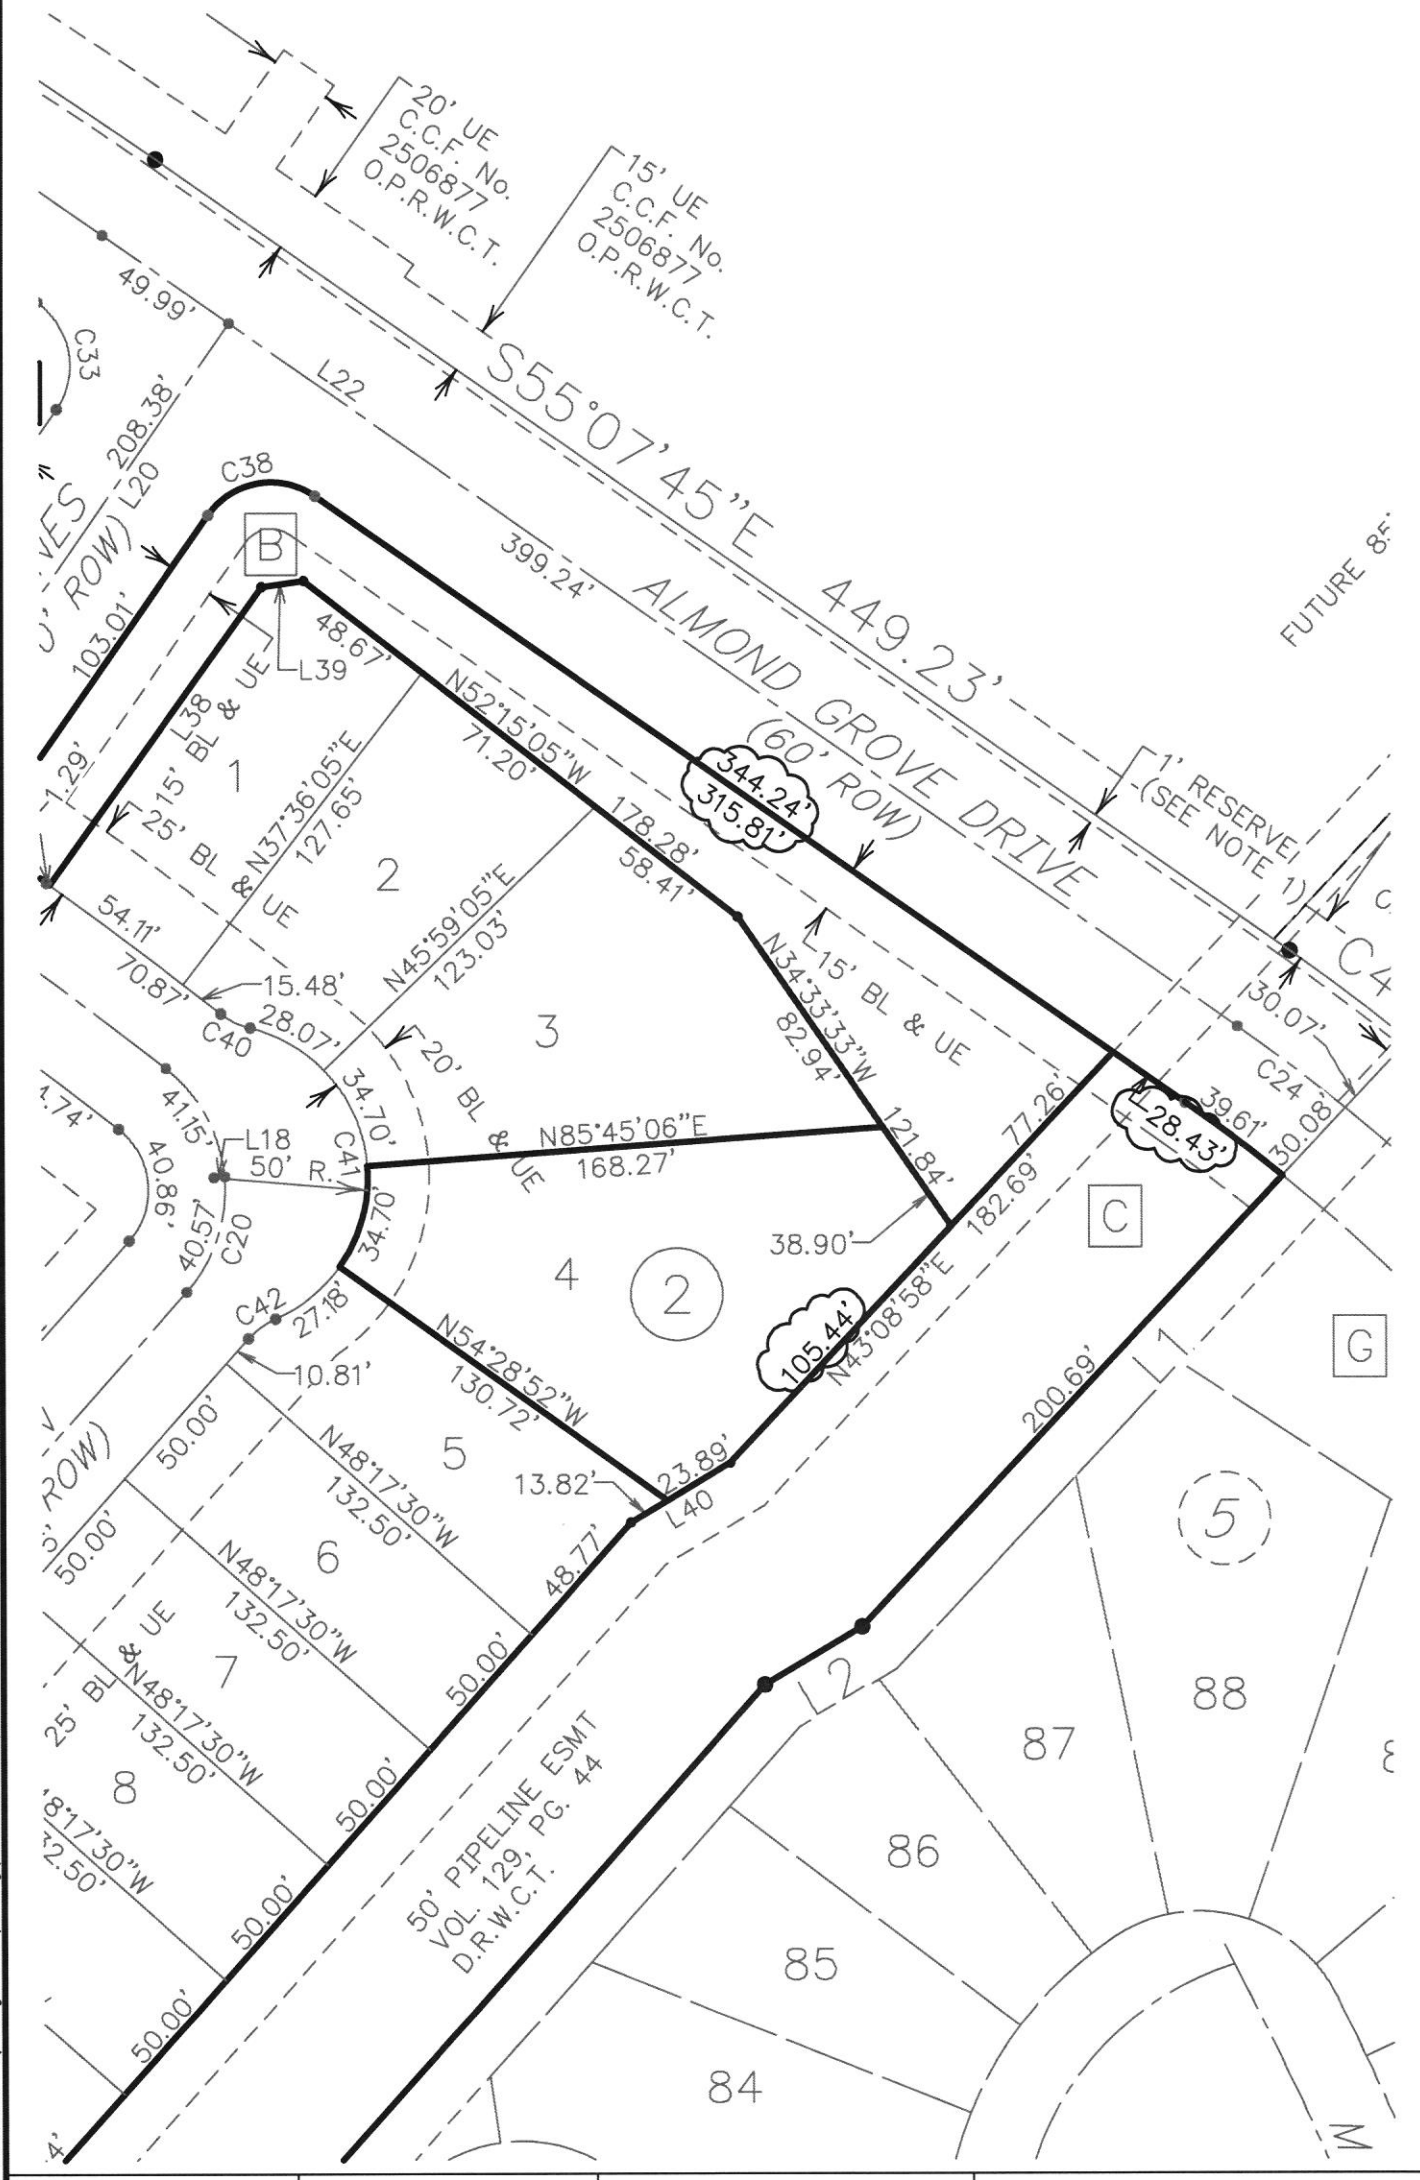 20' UE
C.C.F. No.
2506877
O.P.R.W.C.T.
15' UE
C.C.F. No.
2506877
O.P.R.W.C.T.
49.99'
C33
L22
208.38'
L20
S55°07'45"E 449.23'
C38
B
399.24'
ALMOND GROVE DRIVE
(60' ROW)
FUTURE 85'
ROW)
103.01'
48.67'
L39
L38
15' BL & UE
1
N52°15'05"W
71.20'
344.24'
315.81'
1' RESERVE
(SEE NOTE 1)
1.29'
25' BL & UE
N37°36'05"E
127.65'
2
178.28'
58.41'
54.11'
70.87'
15.48'
N45°59'05"E
123.03'
C40
28.07'
3
20' BL & UE
N34°33'33"W
82.94'
15' BL & UE
30.07'
C24
39.61'
28.43'
30.08'
77.26'
41.15'
34.70'
C41
L18
50' R.
40.86'
40.57'
C20
N85°45'06"E
168.27'
121.84'
182.69'
C
34.70'
38.90'
4
2
105.44'
N43°08'58"E
C42
27.18'
10.81'
N54°28'52"W
130.72'
G
L1
200.69'
50.00'
5
13.82'
23.89'
L40
N48°17'30"W
132.50'
ROW)
50.00'
6
48.77'
5
N48°17'30"W
132.50'
7
50.00'
25' BL & UE
N48°17'30"W
132.50'
8
50.00'
L2
88
87
86
85
84
50' PIPELINE ESMT
VOL. 129, PG. 44
D.R.W.C.T.
50.00'
50.00'
M